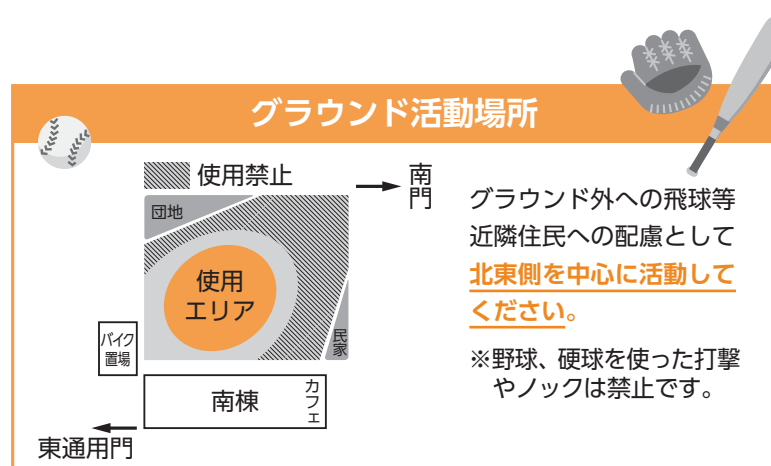 グラウンド活動場所
使用禁止
南門
団地
使用
エリア
民家
バイク
置場
南棟
カフェ
東通用門
グラウンド外への飛球等
近隣住民への配慮として
北東側を中心に活動して
ください。
※野球、硬球を使った打撃
やノックは禁止です。